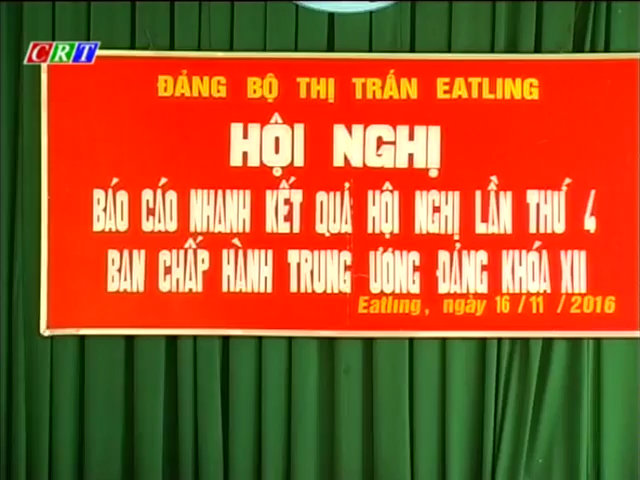 CRT
ĐẢNG BỘ THỊ TRẤN EATLING
HỘI NGHỊ
BÁO CÁO NHANH KẾT QUẢ HỘI NGHỊ LẦN THỨ 4
BAN CHẤP HÀNH TRUNG ƯƠNG ĐẢNG KHÓA XII
Eatling, ngày 16/11/2016